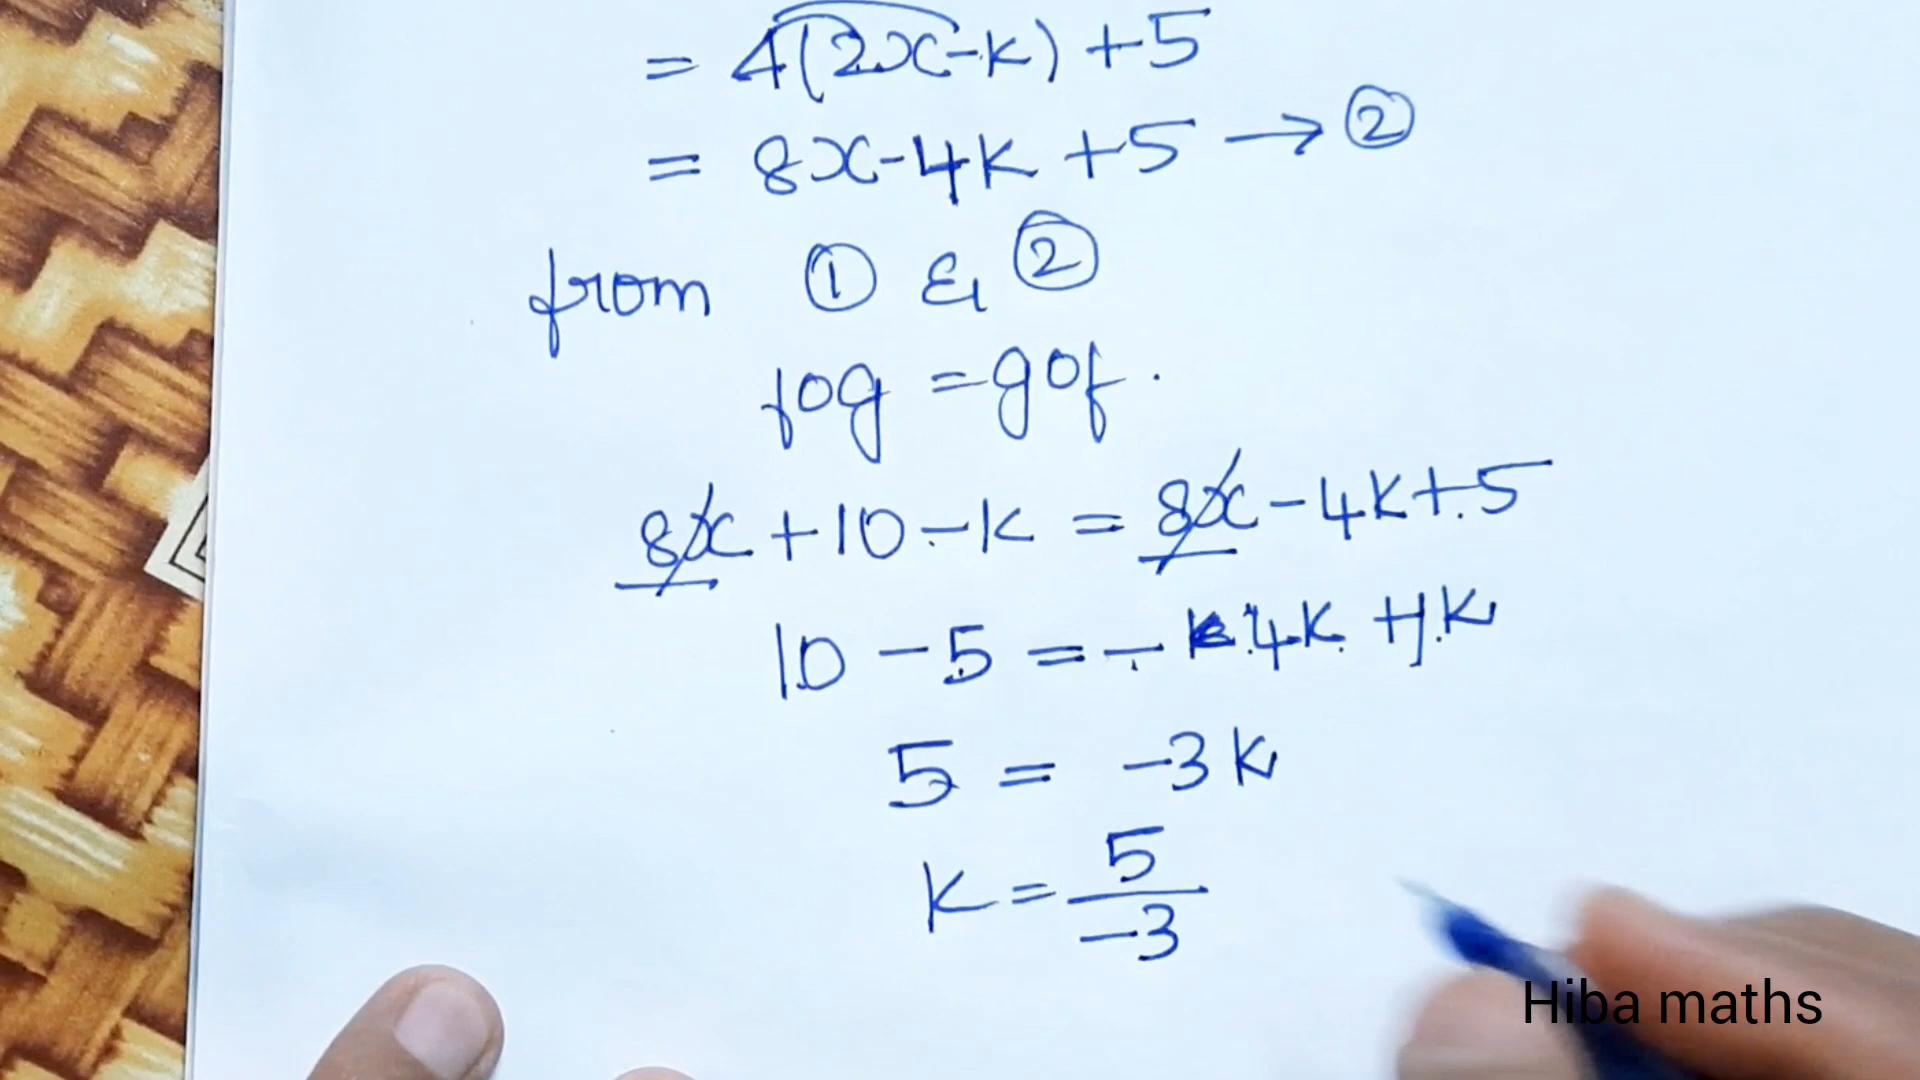 = 4(2x-k) +5
= 8x-4k +5 → ②
from ① & ②
fog = gof.
8x +10-k = 8x -4k+5
10 -5 = - 4k +1k
5 = -3k
k = 5/-3
Hiba maths